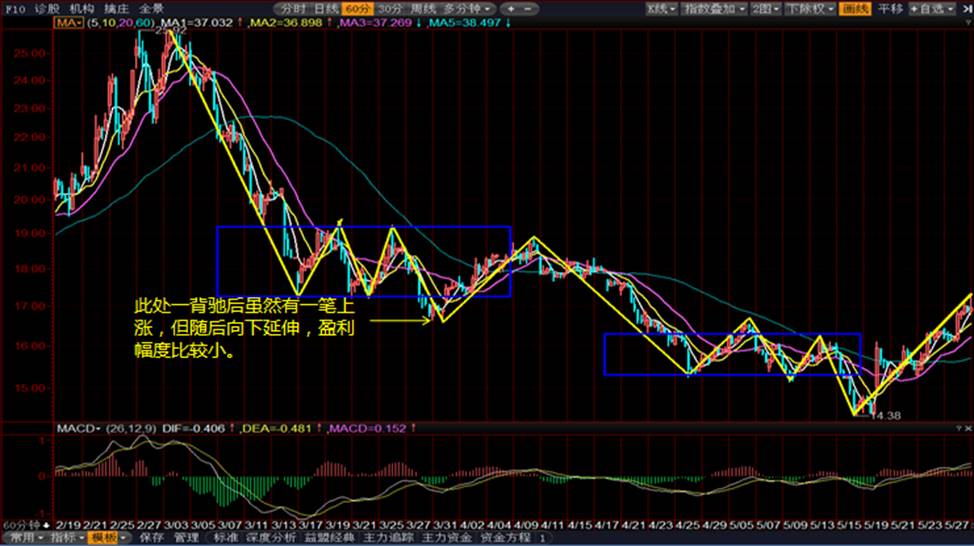 F10 诊股 机构 擒庄 全景 分时 日线 60分 30分 周线 多分钟 + - K线 指数叠加 2图 下除权 画线 平移 +自选
MA (5,10,20,60) MA1=37.032 ↑ ,MA2=36.898 ↑ ,MA3=37.269 ↓ ,MA5=38.497 ↓
25.92
25.00
24.00
23.00
22.00
21.00
20.00
19.00
18.00
17.00
16.00
15.00
此处一背驰后虽然有一笔上
涨，但随后向下延伸，盈利
幅度比较小。
14.38
MACD (26,12,9) DIF=-0.406 ↑ ,DEA=-0.481 ↑ ,MACD=0.152 ↑ ? ×
1
0
-1
60分钟 2/19 2/21 2/25 2/27 3/03 3/05 3/07 3/11 3/13 3/17 3/19 3/21 3/25 3/27 3/31 4/02 4/04 4/09 4/11 4/15 4/17 4/21 4/23 4/25 4/29 5/05 5/07 5/09 5/13 5/15 5/19 5/21 5/23 5/27
常用 指标 模板 保存 管理 标准 深度分析 益盟经典 主力追踪 主力资金 资金方程 1